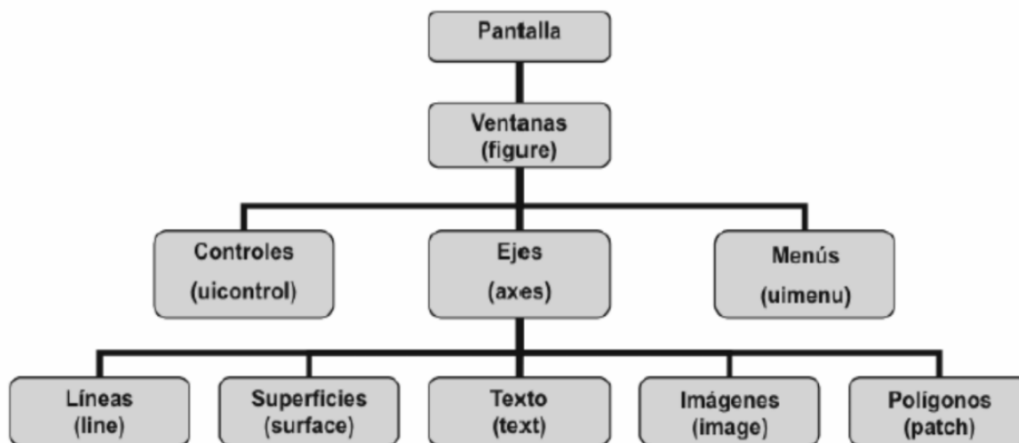 Pantalla
Ventanas
(figure)
Controles
(uicontrol)
Ejes
(axes)
Menús
(uimenu)
Líneas
(line)
Superficies
(surface)
Texto
(text)
Imágenes
(image)
Polígonos
(patch)